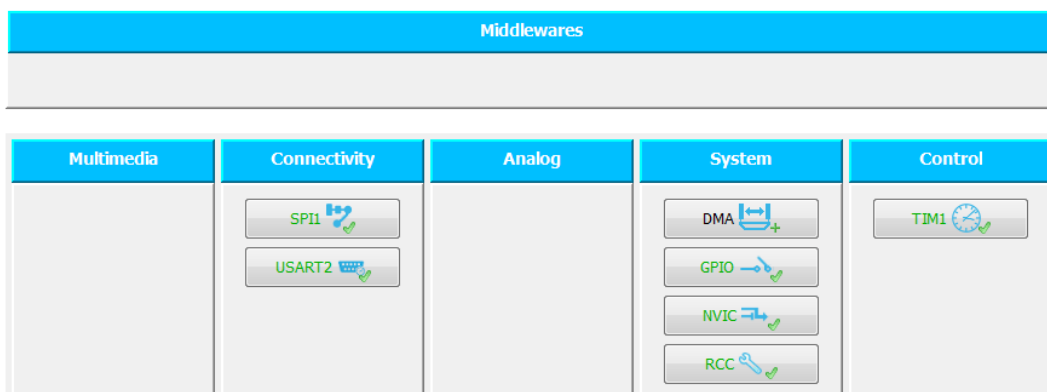 Middlewares
Multimedia
Connectivity
Analog
System
Control
SPI1
USART2
DMA
GPIO
NVIC
RCC
TIM1